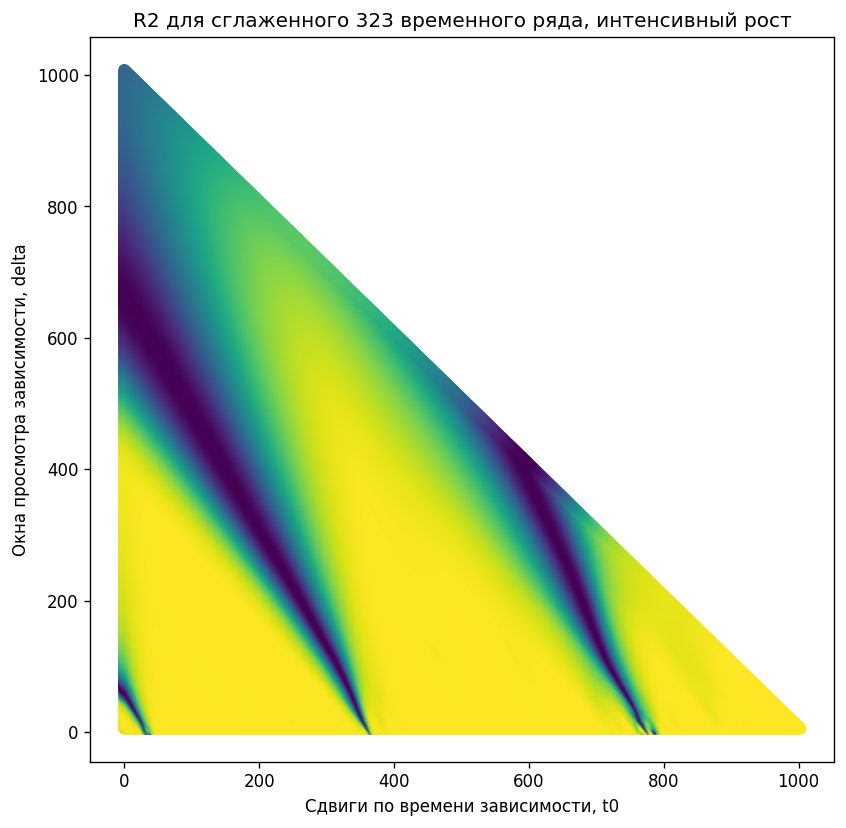 R2 для сглаженного 323 временного ряда, интенсивный рост
Окна просмотра зависимости, delta
1000
800
600
400
200
0
0 200 400 600 800 1000
Сдвиги по времени зависимости, t0